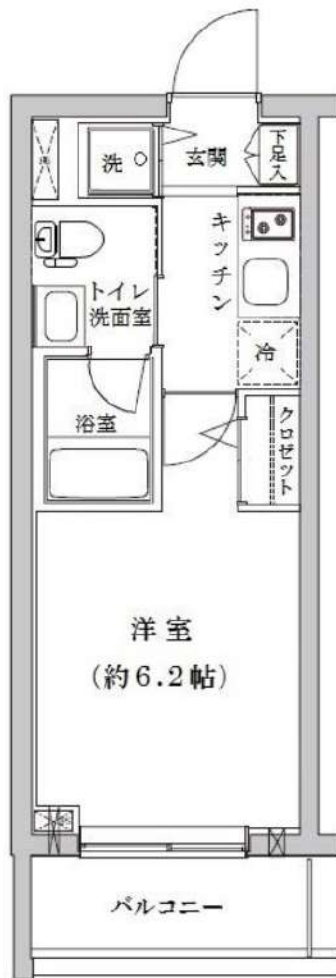 洗
玄関
下足入
キッチン
トイレ
洗面室
冷
浴室
クロゼット
洋室
(約6.2帖)
バルコニー